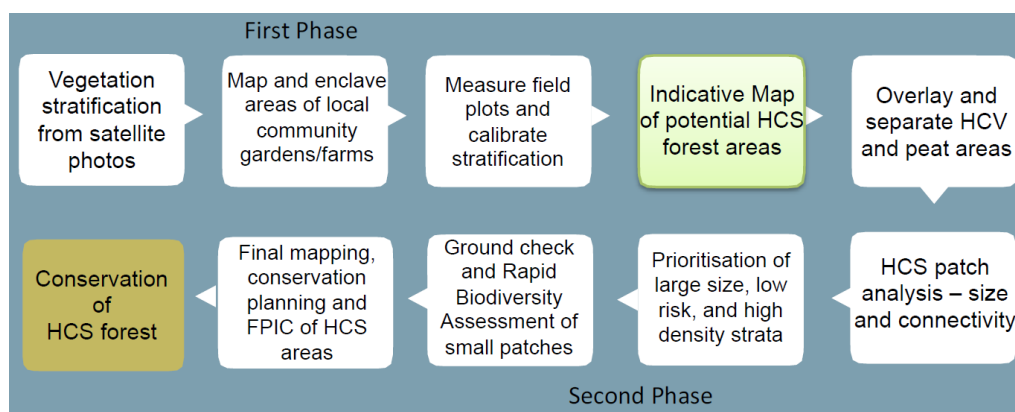 First Phase
Vegetation
stratification
from satellite
photos
Map and enclave
areas of local
community
gardens/farms
Measure field
plots and
calibrate
stratification
Indicative Map
of potential HCS
forest areas
Overlay and
separate HCV
and peat areas
Conservation
of
HCS forest
Final mapping,
conservation
planning and
FPIC of HCS
areas
Ground check
and Rapid
Biodiversity
Assessment of
small patches
Prioritisation of
large size, low
risk, and high
density strata
HCS patch
analysis – size
and connectivity
Second Phase